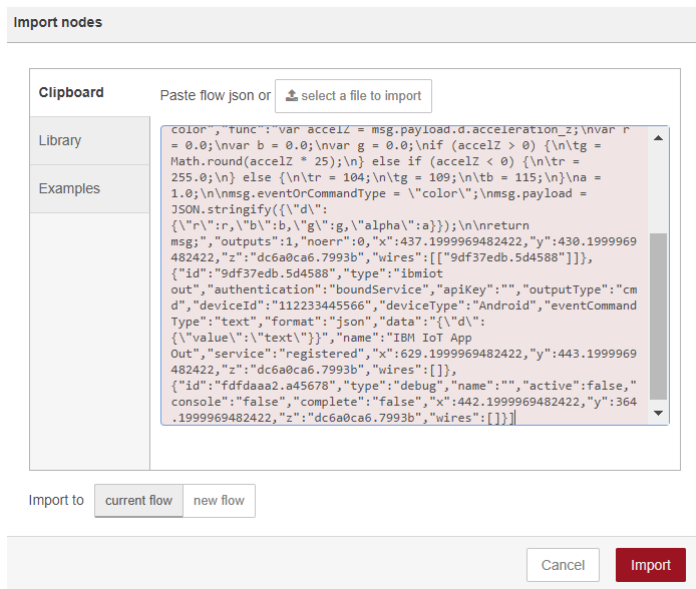 Import nodes
Clipboard
Library
Examples
Paste flow json or select a file to import
color","func":"var accelZ = msg.payload.d.acceleration_z;\nvar r
= 0.0;\nvar b = 0.0;\nvar g = 0.0;\nif (accelZ > 0) {\n\tg =
Math.round(accelZ * 25);\n} else if (accelZ < 0) {\n\tr =
255.0;\n} else {\n\tr = 104;\n\tg = 109;\n\tb = 115;\n}\na =
1.0;\n\nmsg.eventOrCommandType = \"color\";\nmsg.payload =
JSON.stringify({\"d\":
{\"r\":r,\"b\":b,\"g\":g,\"alpha\":a}});\n\nreturn
msg;","outputs":1,"noerr":0,"x":437.1999969482422,"y":430.1999969
482422,"z":"dc6a0ca6.7993b","wires":[["9df37edb.5d4588"]]},
{"id":"9df37edb.5d4588","type":"ibmiot
out","authentication":"boundService","apiKey":"","outputType":"cm
d","deviceId":"112233445566","deviceType":"Android","eventCommand
Type":"text","format":"json","data":"{\"d\":
{\"value\":\"text\"}}","name":"IBM IoT App
Out","service":"registered","x":629.1999969482422,"y":443.1999969
482422,"z":"dc6a0ca6.7993b","wires":[]},
{"id":"fdfdaaa2.a45678","type":"debug","name":"","active":false,"
console":"false","complete":"false","x":442.1999969482422,"y":364
.1999969482422,"z":"dc6a0ca6.7993b","wires":[]}]
Import to current flow new flow
Cancel Import